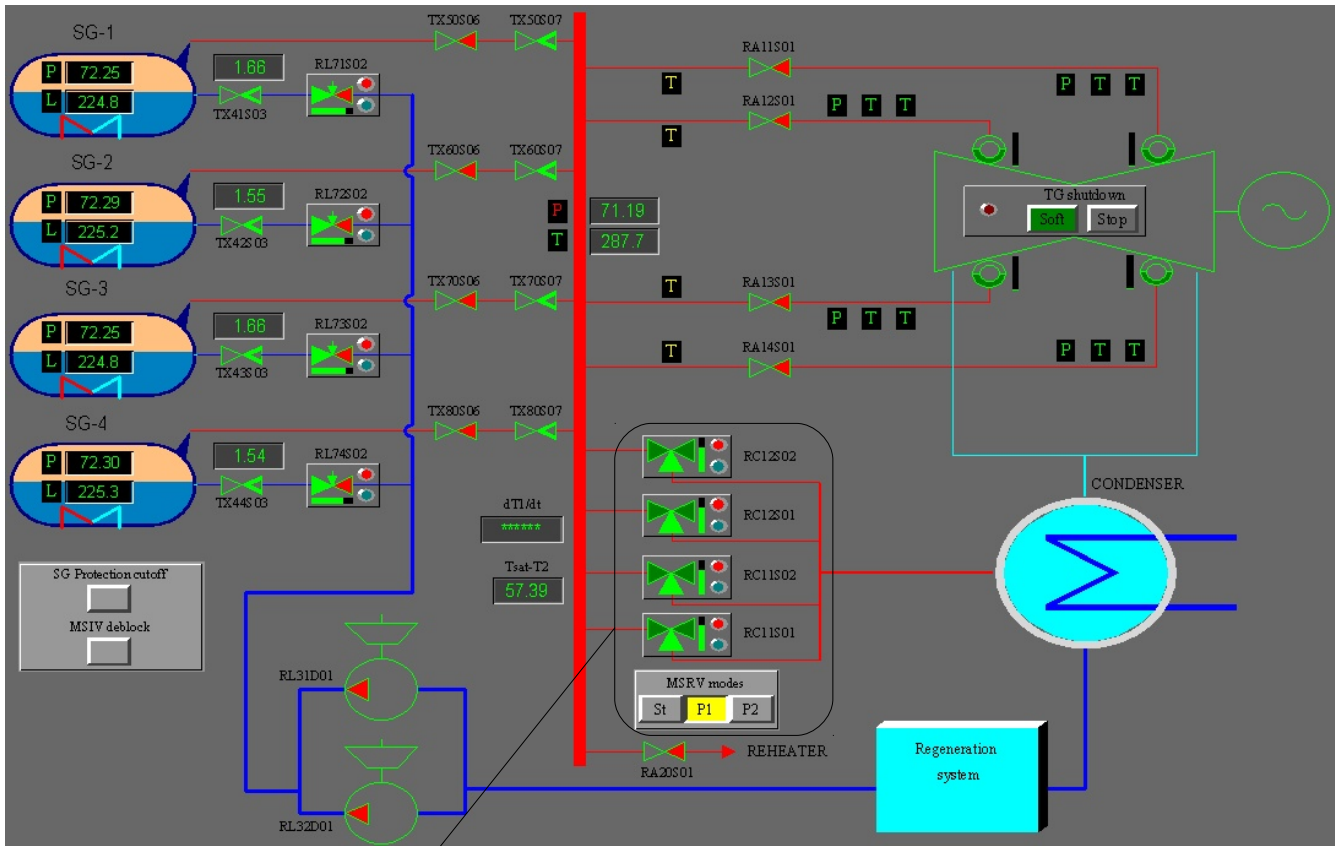 SG-1
P 72.25
L 224.8
1.66
TX41S03
RL71S02
TX50S06
TX50S07
SG-2
P 72.29
L 225.2
1.55
TX42S03
RL72S02
TX60S06
TX60S07
SG-3
P 72.25
L 224.8
1.66
TX43S03
RL73S02
TX70S06
TX70S07
SG-4
P 72.30
L 225.3
1.54
TX44S03
RL74S02
TX80S06
TX80S07
P 71.19
T 287.7
dT1/dt
******
Tsat-T2
57.39
SG Protection cutoff
MSIV deblock
RL31D01
RL32D01
RA11S01
T
P T T
RA12S01
P T T
T
TG shutdown
Soft Stop
T
RA13S01
P T T
T
RA14S01
P T T
RC12S02
RC12S01
RC11S02
RC11S01
MSRV modes
St P1 P2
RA20S01
REHEATER
CONDENSER
Regeneration
system